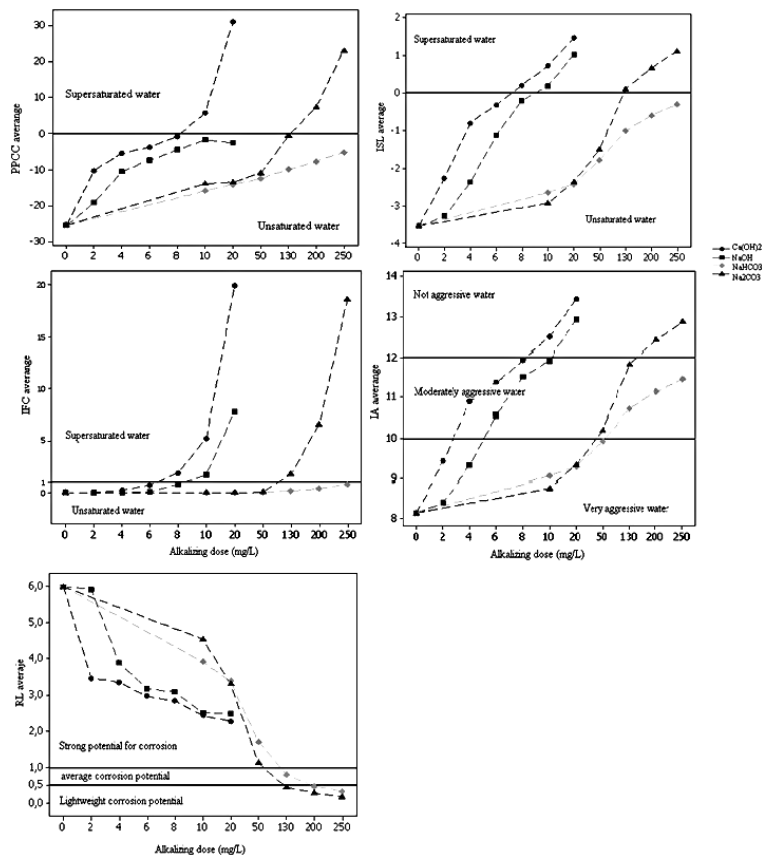 30
20
10
0
-10
-20
-30
PPCC averange
Supersaturated water
Unsaturated water
0 2 4 6 8 10 20 50 130 200 250
2
1
0
-1
-2
-3
-4
ISL average
Supersaturated water
Unsaturated water
0 2 4 6 8 10 20 50 130 200 250
Ca(OH)2
NaOH
NaHCO3
Na2CO3
20
15
10
5
1
0
IFC averange
Supersaturated water
Unsaturated water
0 2 4 6 8 10 20 50 130 200 250
Alkalizing dose (mg/L)
14
13
12
11
10
9
8
IA averange
Not aggressive water
Moderately aggressive water
Very aggressive water
0 2 4 6 8 10 20 50 130 200 250
Alkalizing dose (mg/L)
6,0
5,0
4,0
3,0
2,0
1,0
0,5
0,0
RL averaje
Strong potential for corrosion
average corrosion potential
Lightweight corrosion potential
0 2 4 6 8 10 20 50 130 200 250
Alkalizing dose (mg/L)